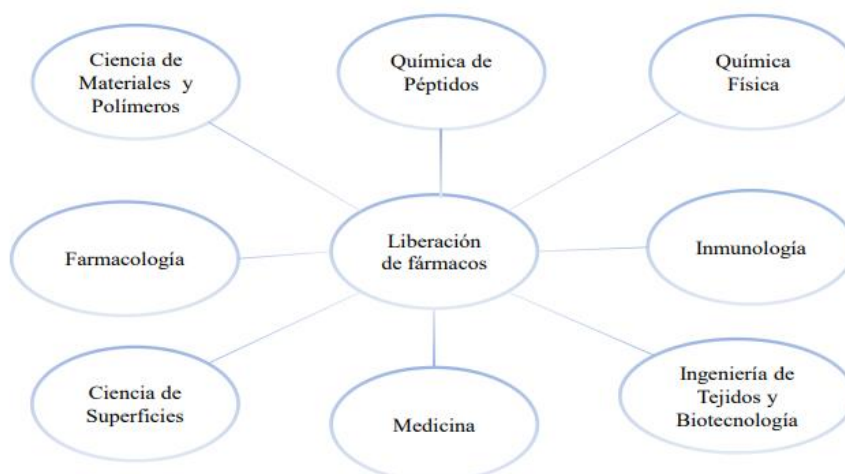 Ciencia de
Materiales y
Polímeros
Química de
Péptidos
Química
Física
Farmacología
Liberación
de fármacos
Inmunología
Ciencia de
Superficies
Medicina
Ingeniería de
Tejidos y
Biotecnología